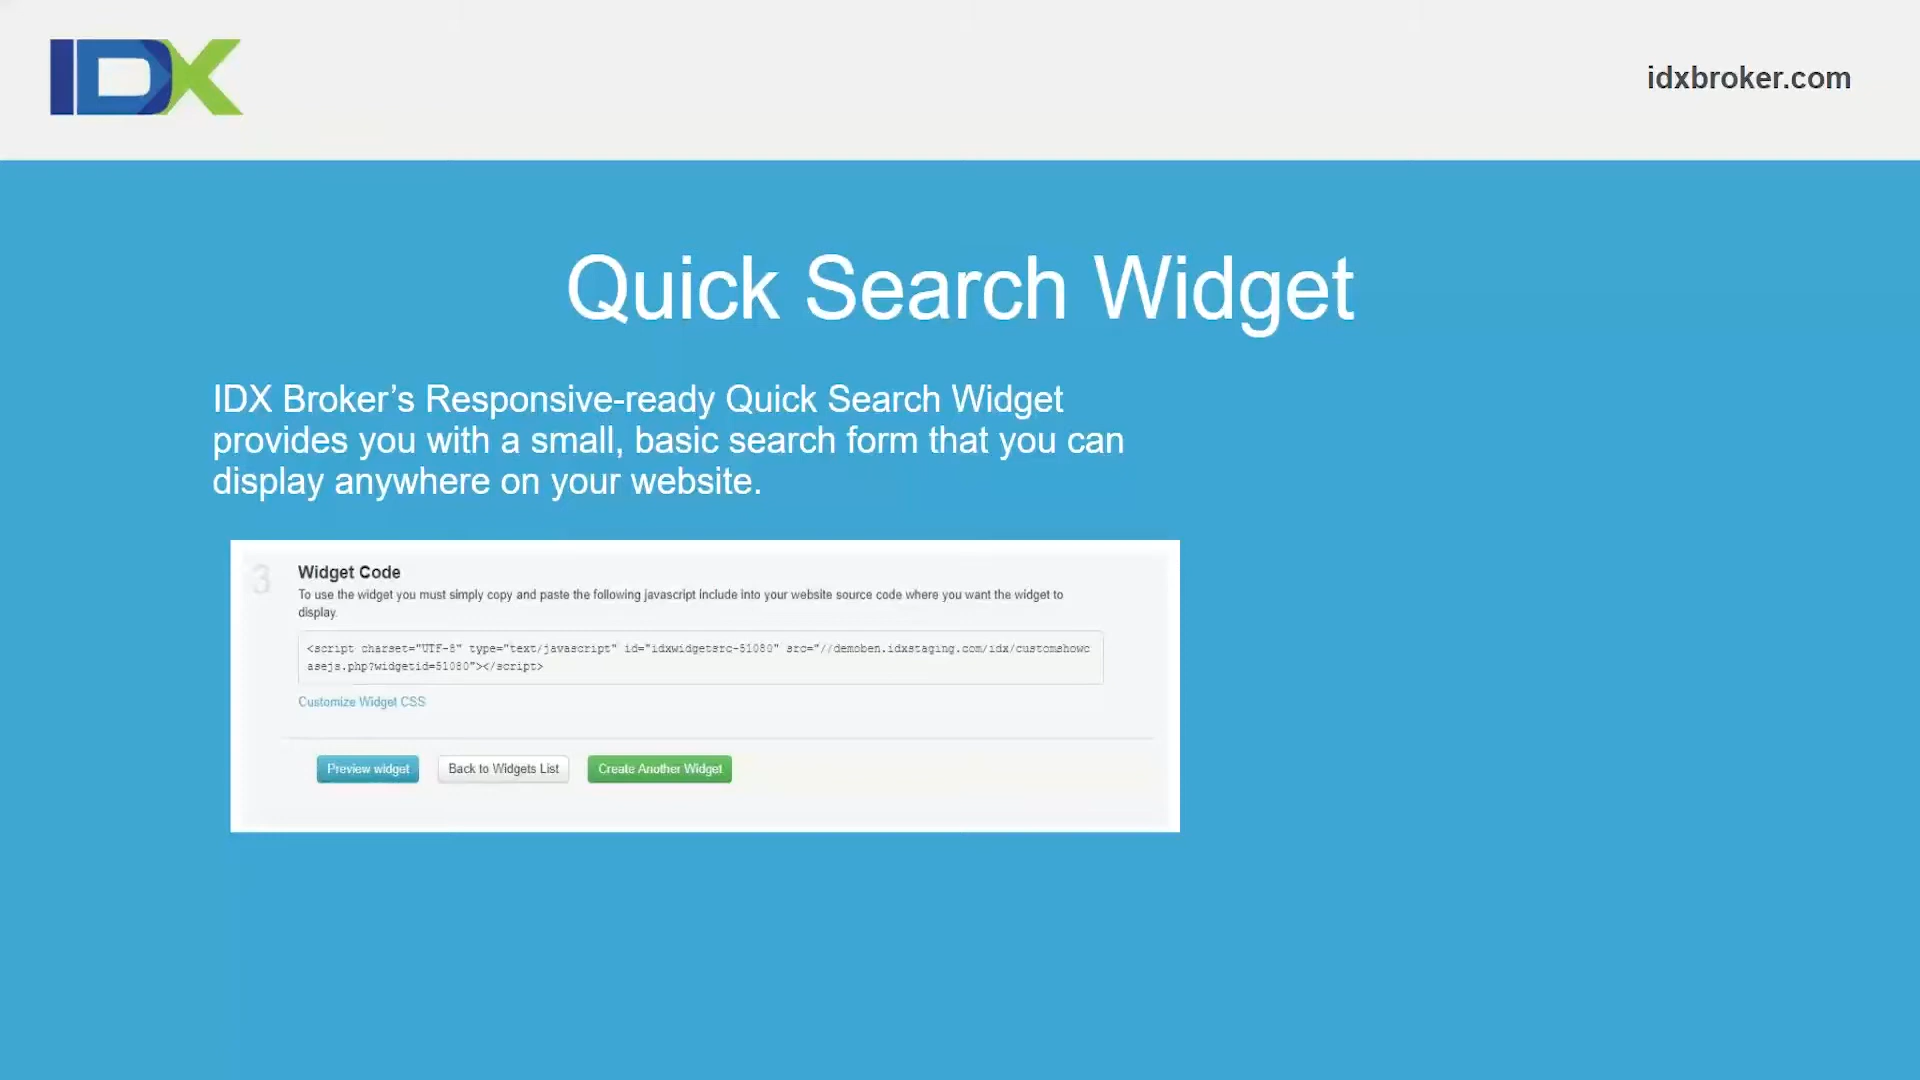 IDX
idxbroker.com
Quick Search Widget
IDX Broker’s Responsive-ready Quick Search Widget
provides you with a small, basic search form that you can
display anywhere on your website.
3
Widget Code
To use the widget you must simply copy and paste the following javascript include into your website source code where you want the widget to
display.
<script charset="UTF-8" type="text/javascript" id="idxwidgetsrc-51080" src="//demoben.idxstaging.com/idx/customshowc
asejs.php?widgetid=51080"></script>
Customize Widget CSS
Preview widget
Back to Widgets List
Create Another Widget